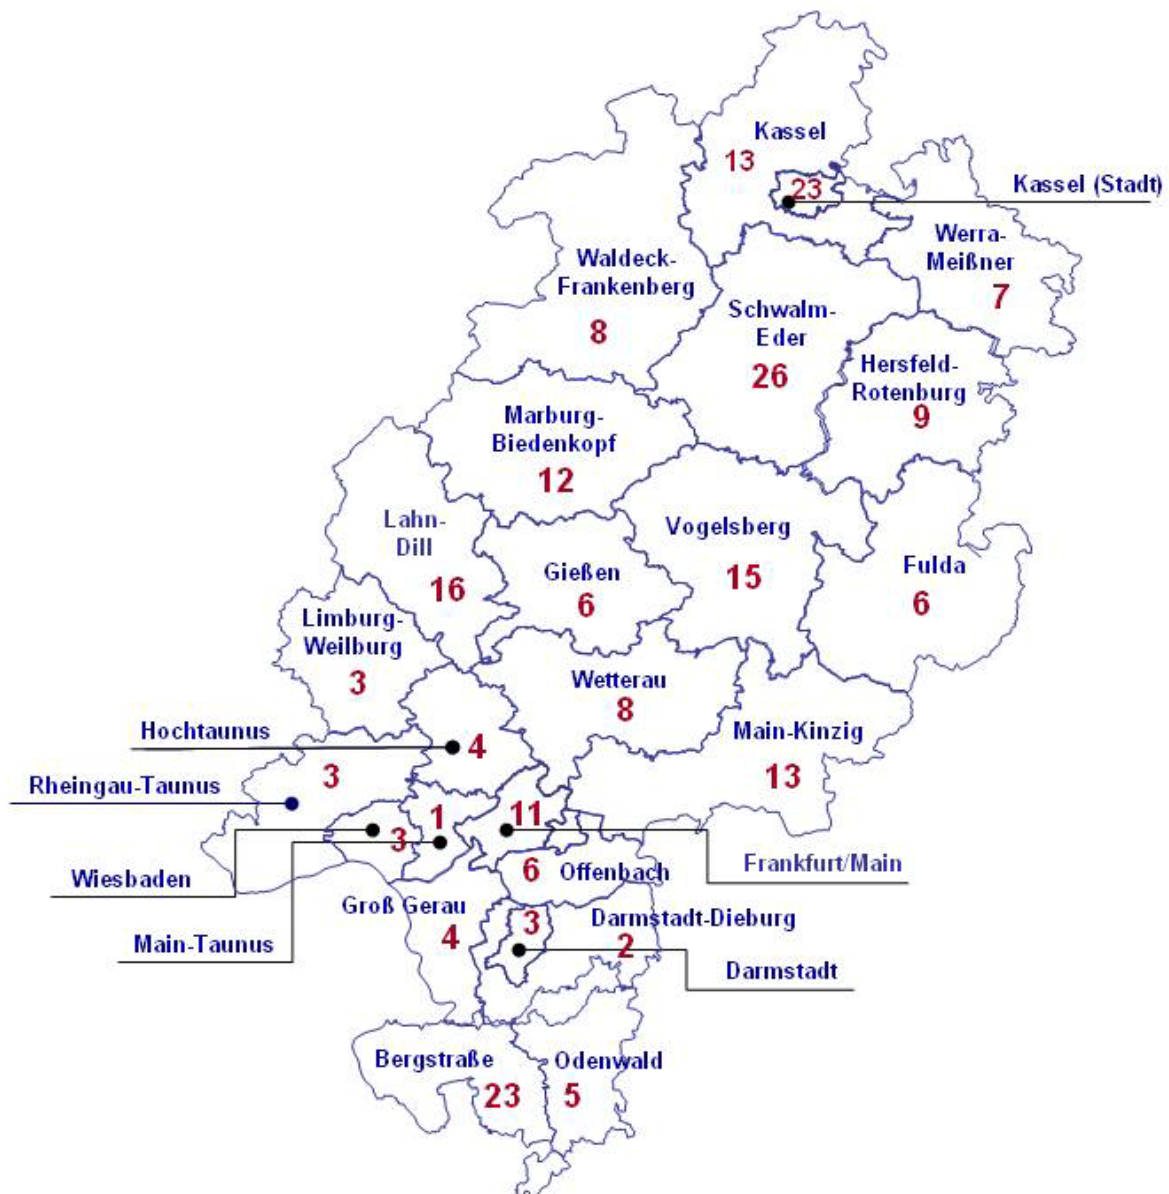 Kassel
13
23
Kassel (Stadt)
Werra-
Meißner
7
Waldeck-
Frankenberg
8
Schwalm-
Eder
26
Hersfeld-
Rotenburg
9
Marburg-
Biedenkopf
12
Lahn-
Dill
16
Gießen
6
Vogelsberg
15
Fulda
6
Limburg-
Weilburg
3
Wetterau
8
Hochtaunus
4
Main-Kinzig
13
Rheingau-Taunus
3
1
11
3
Wiesbaden
Frankfurt/Main
6
Offenbach
Groß Gerau
4
Main-Taunus
3
Darmstadt-Dieburg
2
Darmstadt
Bergstraße
23
Odenwald
5